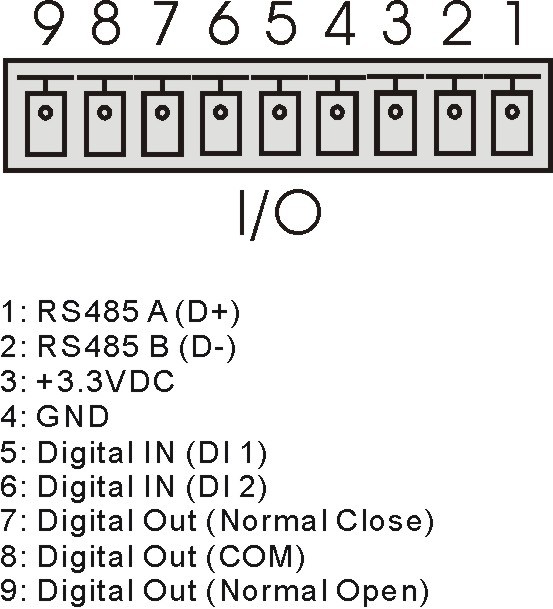 9 8 7 6 5 4 3 2 1
I/O
1: RS485 A (D+)
2: RS485 B (D-)
3: +3.3VDC
4: GND
5: Digital IN (DI 1)
6: Digital IN (DI 2)
7: Digital Out (Normal Close)
8: Digital Out (COM)
9: Digital Out (Normal Open)